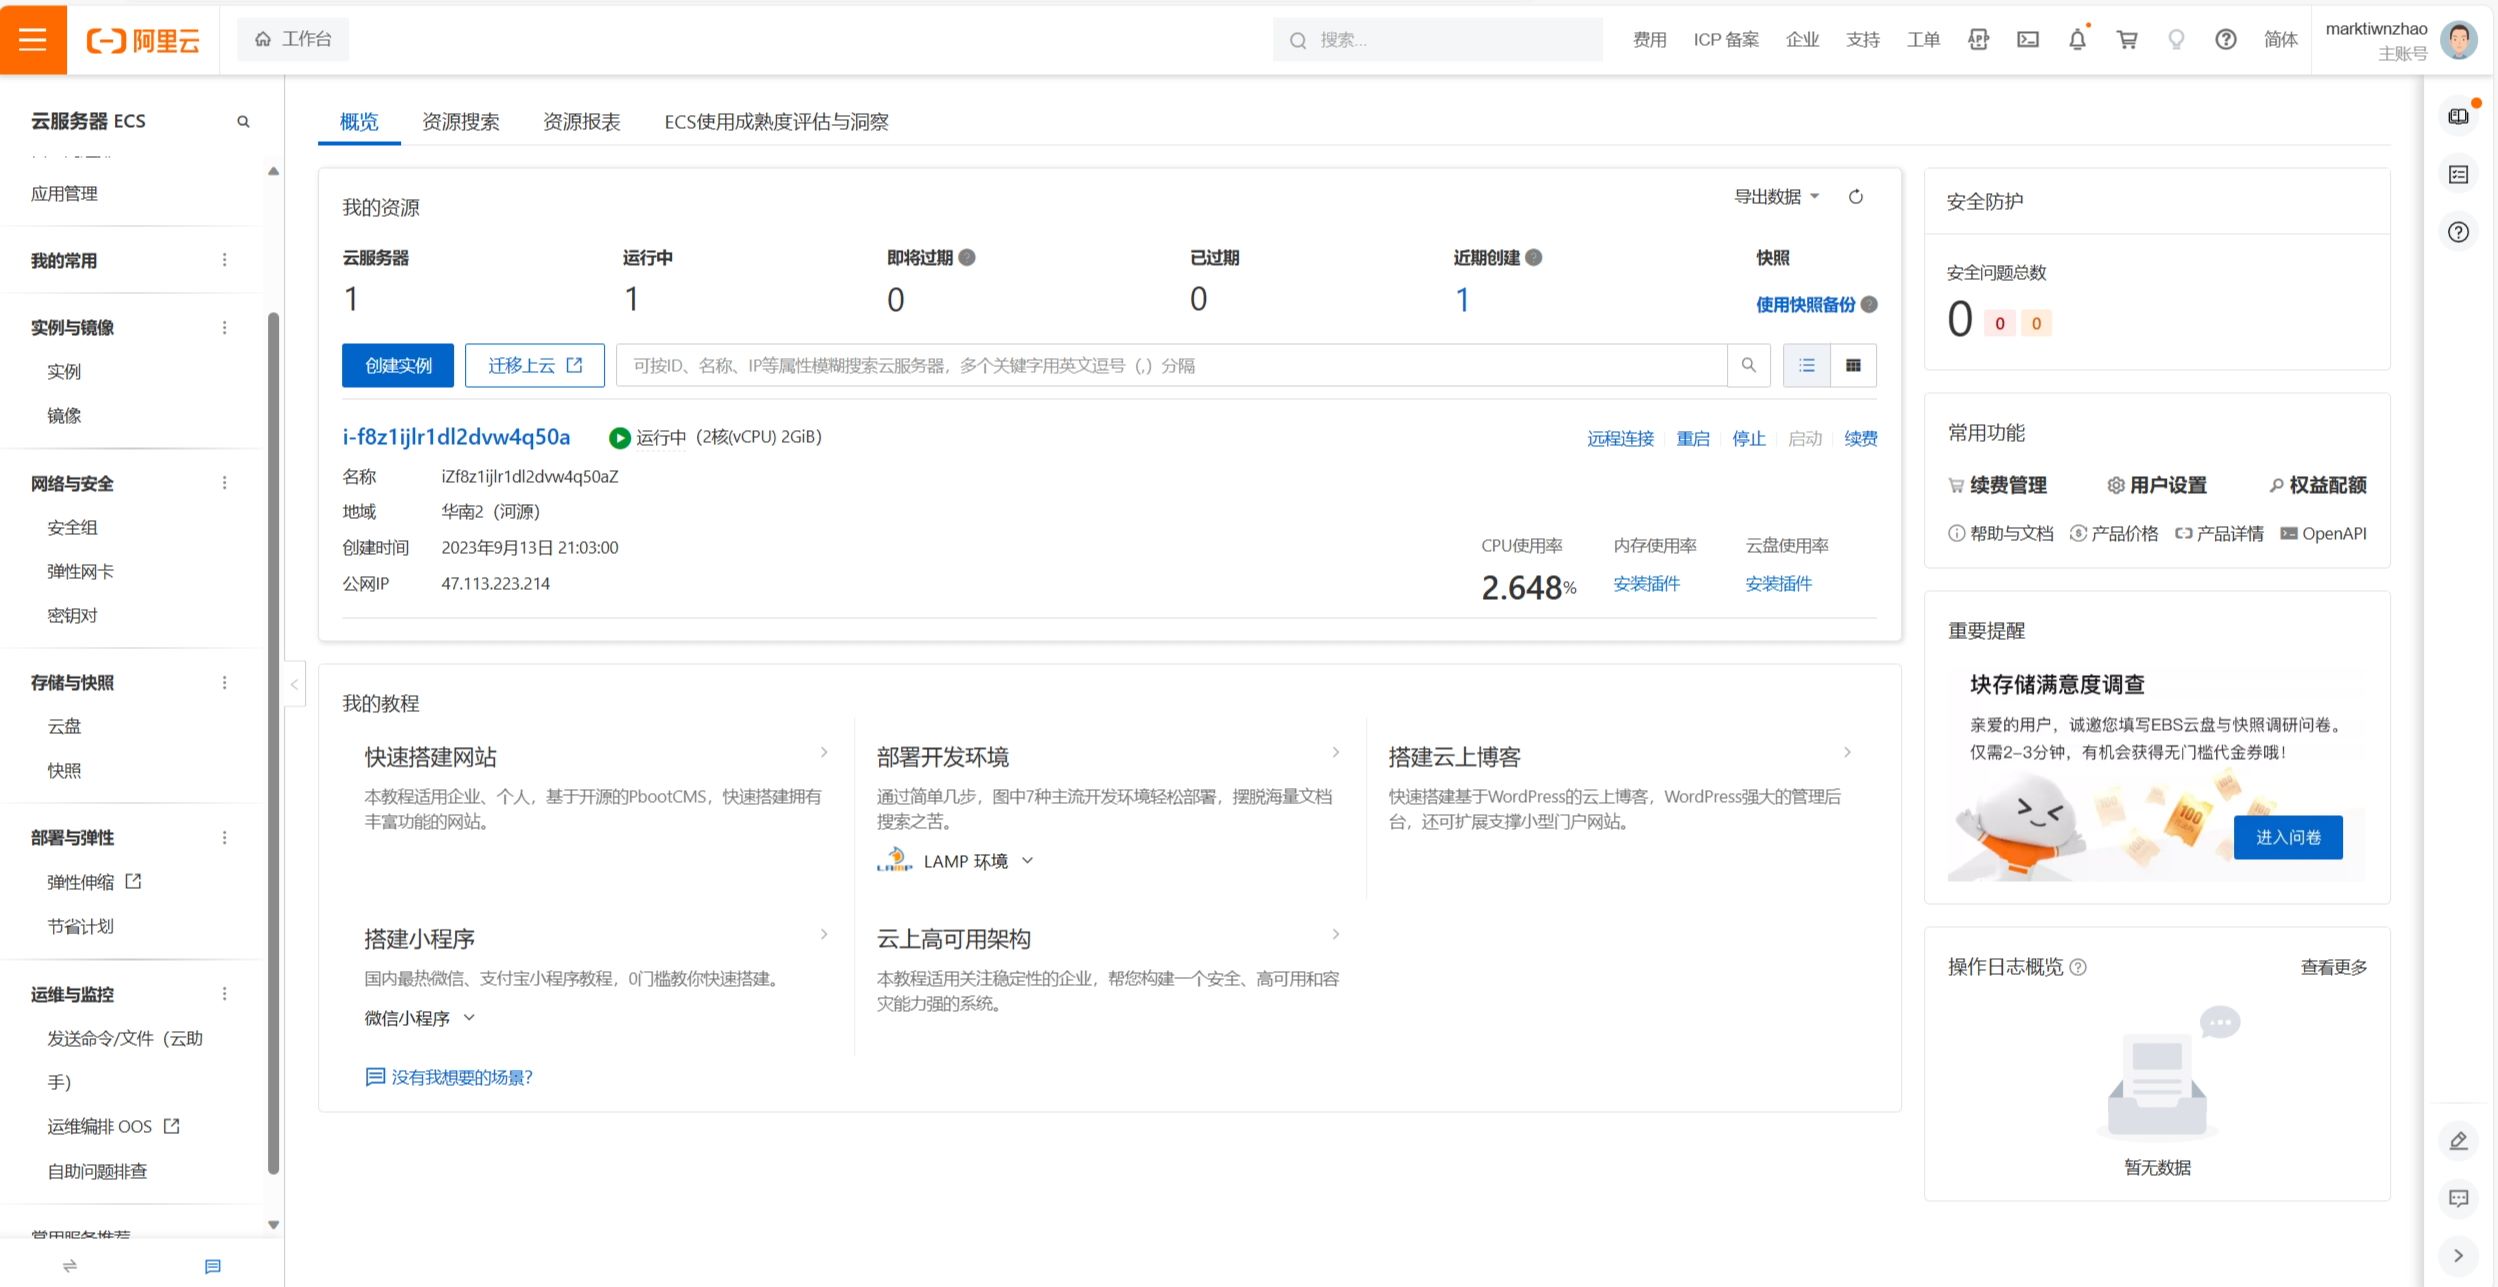 阿里云
工作台
搜索...
费用
ICP 备案
企业
支持
工单
简体
marktiwnzhao
主账号
云服务器 ECS
应用管理
我的常用
实例与镜像
实例
镜像
网络与安全
安全组
弹性网卡
密钥对
存储与快照
云盘
快照
部署与弹性
弹性伸缩
节省计划
运维与监控
发送命令/文件（云助
手）
运维编排 OOS
自助问题排查
常用服务推荐
概览
资源搜索
资源报表
ECS使用成熟度评估与洞察
我的资源
导出数据
云服务器
运行中
即将过期
已过期
近期创建
快照
1
1
0
0
1
使用快照备份
创建实例
迁移上云
可按ID、名称、IP等属性模糊搜索云服务器，多个关键字用英文逗号（,）分隔
i-f8z1ijlr1dl2dvw4q50a
运行中（2核(vCPU) 2GiB）
远程连接
重启
停止
启动
续费
名称
iZf8z1ijlr1dl2dvw4q50aZ
地域
华南2（河源）
创建时间
2023年9月13日 21:03:00
公网IP
47.113.223.214
CPU使用率
内存使用率
云盘使用率
2.648%
安装插件
安装插件
我的教程
快速搭建网站
本教程适用企业、个人，基于开源的PbootCMS，快速搭建拥有
丰富功能的网站。
部署开发环境
通过简单几步，图中7种主流开发环境轻松部署，摆脱海量文档
搜索之苦。
LAMP
LAMP 环境
搭建云上博客
快速搭建基于WordPress的云上博客，WordPress强大的管理后
台，还可扩展支撑小型门户网站。
搭建小程序
国内最热微信、支付宝小程序教程，0门槛教你快速搭建。
微信小程序
云上高可用架构
本教程适用关注稳定性的企业，帮您构建一个安全、高可用和容
灾能力强的系统。
没有我想要的场景?
安全防护
安全问题总数
0
0
0
常用功能
续费管理
用户设置
权益配额
帮助与文档
产品价格
产品详情
OpenAPI
重要提醒
块存储满意度调查
亲爱的用户，诚邀您填写EBS云盘与快照调研问卷。
仅需2-3分钟，有机会获得无门槛代金券哦！
100
进入问卷
操作日志概览
查看更多
暂无数据